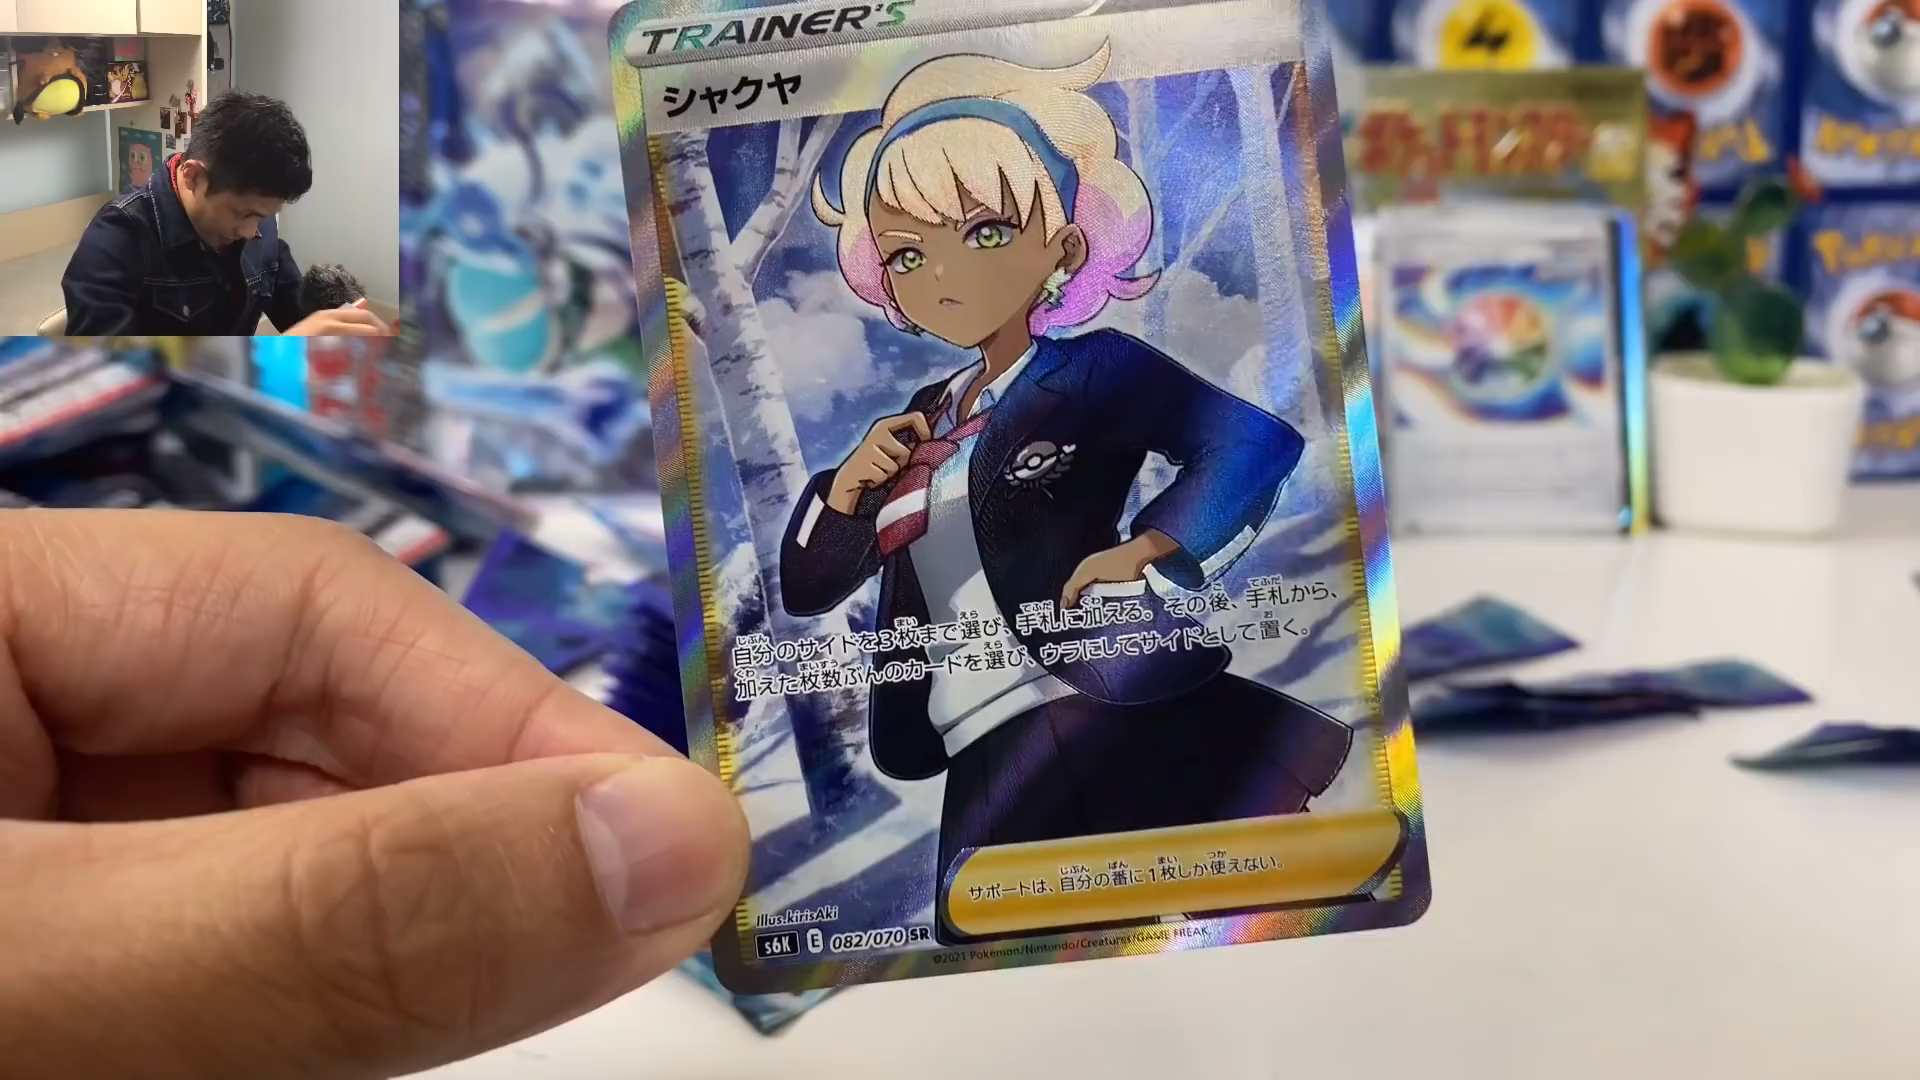 TRAINER'S
シャクヤ
自分のサイドを3枚まで選び、手札に加える。その後、手札から、
加えた枚数ぶんのカードを選び、ウラにしてサイドとして置く。
サポートは、自分の番に1枚しか使えない。
Illus.kirisAki
s6K E 082/070 SR
©2021 Pokémon/Nintendo/Creatures/GAME FREAK.